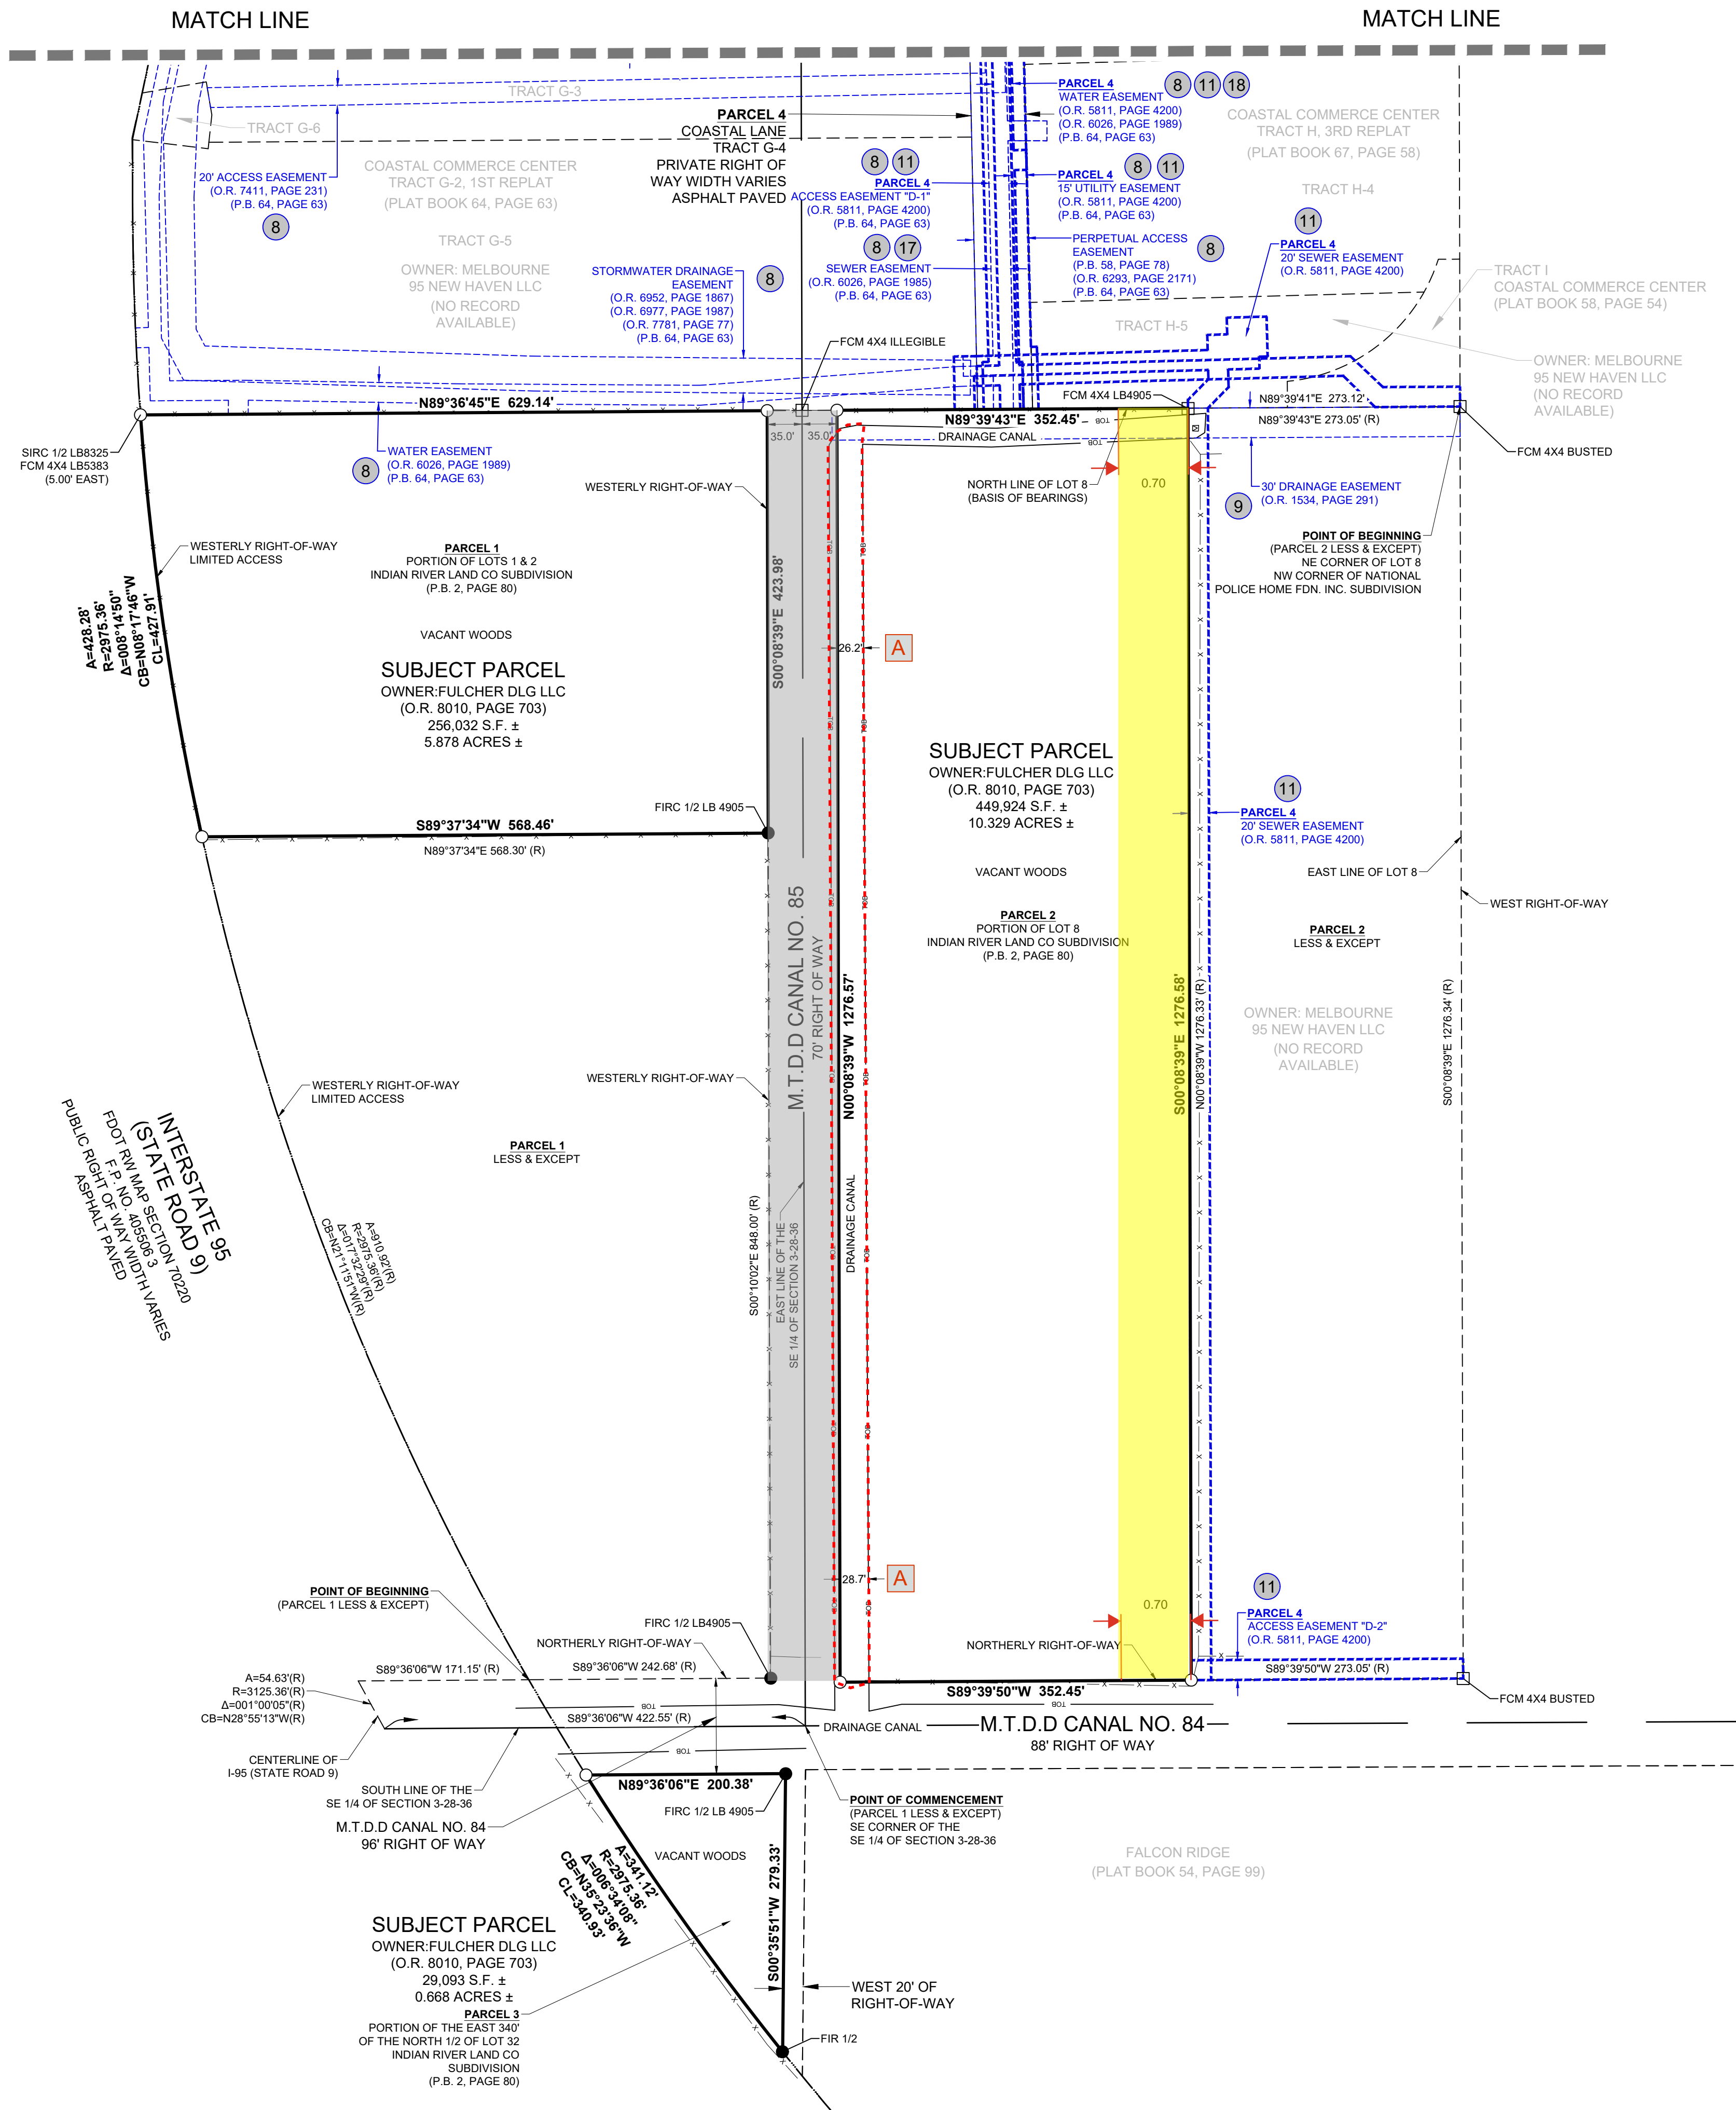 MATCH LINE
MATCH LINE
TRACT G-3
TRACT G-6
20' ACCESS EASEMENT
(O.R. 7411, PAGE 231)
(P.B. 64, PAGE 63)
8
COASTAL COMMERCE CENTER
TRACT G-2, 1ST REPLAT
(PLAT BOOK 64, PAGE 63)
TRACT G-5
OWNER: MELBOURNE
95 NEW HAVEN LLC
(NO RECORD
AVAILABLE)
PARCEL 4
COASTAL LANE
TRACT G-4
PRIVATE RIGHT OF
WAY WIDTH VARIES
ASPHALT PAVED
8 11
PARCEL 4
ACCESS EASEMENT "D-1"
(O.R. 5811, PAGE 4200)
(P.B. 64, PAGE 63)
8 17
SEWER EASEMENT
(O.R. 6026, PAGE 1985)
(P.B. 64, PAGE 63)
STORMWATER DRAINAGE
EASEMENT
(O.R. 6952, PAGE 1867)
(O.R. 6977, PAGE 1987)
(O.R. 7781, PAGE 77)
(P.B. 64, PAGE 63)
8
PARCEL 4
WATER EASEMENT
(O.R. 5811, PAGE 4200)
(O.R. 6026, PAGE 1989)
(P.B. 64, PAGE 63)
8 11 18
PARCEL 4
15' UTILITY EASEMENT
(O.R. 5811, PAGE 4200)
(P.B. 64, PAGE 63)
8 11
PERPETUAL ACCESS
EASEMENT
(P.B. 58, PAGE 78)
(O.R. 6293, PAGE 2171)
(P.B. 64, PAGE 63)
8
COASTAL COMMERCE CENTER
TRACT H, 3RD REPLAT
(PLAT BOOK 67, PAGE 58)
TRACT H-4
11
PARCEL 4
20' SEWER EASEMENT
(O.R. 5811, PAGE 4200)
TRACT H-5
TRACT I
COASTAL COMMERCE CENTER
(PLAT BOOK 58, PAGE 54)
OWNER: MELBOURNE
95 NEW HAVEN LLC
(NO RECORD
AVAILABLE)
FCM 4X4 ILLEGIBLE
FCM 4X4 LB4905
N89°36'45"E 629.14'
N89°39'43"E 352.45'
N89°39'41"E 273.12'
N89°39'43"E 273.05' (R)
TOB
DRAINAGE CANAL
TOB
35.0'
35.0'
SIRC 1/2 LB8325
FCM 4X4 LB5383
(5.00' EAST)
8
WATER EASEMENT
(O.R. 6026, PAGE 1989)
(P.B. 64, PAGE 63)
WESTERLY RIGHT-OF-WAY
NORTH LINE OF LOT 8
(BASIS OF BEARINGS)
0.70
9
30' DRAINAGE EASEMENT
(O.R. 1534, PAGE 291)
FCM 4X4 BUSTED
POINT OF BEGINNING
(PARCEL 2 LESS & EXCEPT)
NE CORNER OF LOT 8
NW CORNER OF NATIONAL
POLICE HOME FDN. INC. SUBDIVISION
WESTERLY RIGHT-OF-WAY
LIMITED ACCESS
A=428.28'
R=2975.36'
Δ=008°14'50"
CB=N08°17'46"W
CL=427.91'
PARCEL 1
PORTION OF LOTS 1 & 2
INDIAN RIVER LAND CO SUBDIVISION
(P.B. 2, PAGE 80)
VACANT WOODS
SUBJECT PARCEL
OWNER:FULCHER DLG LLC
(O.R. 8010, PAGE 703)
256,032 S.F. ±
5.878 ACRES ±
S00°08'39"E 423.98'
26.2'
A
TOB
TOB
TOB
TOB
TOB
TOB
TOB
TOB
TOB
TOB
TOB
TOB
TOB
TOB
SUBJECT PARCEL
OWNER:FULCHER DLG LLC
(O.R. 8010, PAGE 703)
449,924 S.F. ±
10.329 ACRES ±
VACANT WOODS
PARCEL 2
PORTION OF LOT 8
INDIAN RIVER LAND CO SUBDIVISION
(P.B. 2, PAGE 80)
11
PARCEL 4
20' SEWER EASEMENT
(O.R. 5811, PAGE 4200)
EAST LINE OF LOT 8
WEST RIGHT-OF-WAY
PARCEL 2
LESS & EXCEPT
OWNER: MELBOURNE
95 NEW HAVEN LLC
(NO RECORD
AVAILABLE)
FIRC 1/2 LB 4905
S89°37'34"W 568.46'
N89°37'34"E 568.30' (R)
M.T.D.D CANAL NO. 85
70' RIGHT OF WAY
N00°08'39"W 1276.57'
S00°08'39"E 1276.58'
N00°08'39"W 1276.33' (R)
S00°08'39"E 1276.34' (R)
WESTERLY RIGHT-OF-WAY
WESTERLY RIGHT-OF-WAY
LIMITED ACCESS
PARCEL 1
LESS & EXCEPT
INTERSTATE 95
(STATE ROAD 9)
FDOT RW MAP SECTION 70220
F.P. NO. 405506 3
PUBLIC RIGHT OF WAY WIDTH VARIES
ASPHALT PAVED
A=910.92'(R)
R=2975.36'(R)
Δ=017°32'29"(R)
CB=N21°11'51"W(R)
S00°10'02"E 848.00' (R)
EAST LINE OF THE
SE 1/4 OF SECTION 3-28-36
DRAINAGE CANAL
28.7'
A
0.70
11
PARCEL 4
ACCESS EASEMENT "D-2"
(O.R. 5811, PAGE 4200)
POINT OF BEGINNING
(PARCEL 1 LESS & EXCEPT)
FIRC 1/2 LB4905
NORTHERLY RIGHT-OF-WAY
NORTHERLY RIGHT-OF-WAY
S89°36'06"W 171.15' (R)
S89°36'06"W 242.68' (R)
S89°39'50"W 273.05' (R)
A=54.63'(R)
R=3125.36'(R)
Δ=001°00'05"(R)
CB=N28°55'13"W(R)
S89°39'50"W 352.45'
FCM 4X4 BUSTED
TOB
TOB
S89°36'06"W 422.55' (R)
DRAINAGE CANAL
M.T.D.D CANAL NO. 84
88' RIGHT OF WAY
TOB
CENTERLINE OF
I-95 (STATE ROAD 9)
SOUTH LINE OF THE
SE 1/4 OF SECTION 3-28-36
M.T.D.D CANAL NO. 84
96' RIGHT OF WAY
N89°36'06"E 200.38'
FIRC 1/2 LB 4905
POINT OF COMMENCEMENT
(PARCEL 1 LESS & EXCEPT)
SE CORNER OF THE
SE 1/4 OF SECTION 3-28-36
VACANT WOODS
A=341.12'
R=2975.36'
Δ=006°34'08"
CB=N35°23'36"W
CL=340.93'
S00°35'51"W 279.33'
FALCON RIDGE
(PLAT BOOK 54, PAGE 99)
SUBJECT PARCEL
OWNER:FULCHER DLG LLC
(O.R. 8010, PAGE 703)
29,093 S.F. ±
0.668 ACRES ±
PARCEL 3
PORTION OF THE EAST 340'
OF THE NORTH 1/2 OF LOT 32
INDIAN RIVER LAND CO
SUBDIVISION
(P.B. 2, PAGE 80)
WEST 20' OF
RIGHT-OF-WAY
FIR 1/2